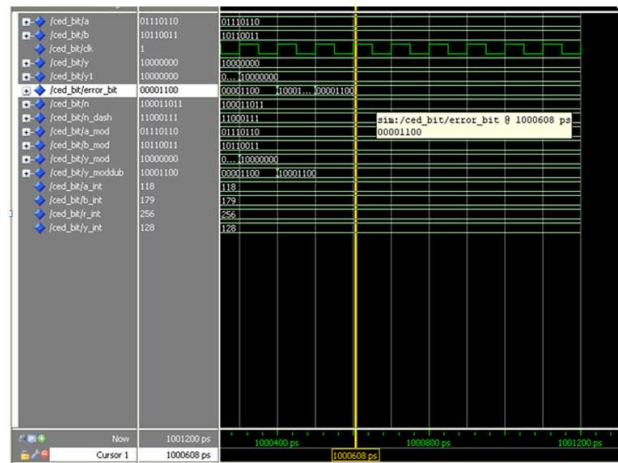 /ced_bit/a 01110110 01110110
/ced_bit/b 10110011 10110011
/ced_bit/clk 1
/ced_bit/y 10000000 10000000
/ced_bit/y1 10000000 0... 10000000
/ced_bit/error_bit 00001100 00001100 10001... 00001100
/ced_bit/n 100011011 100011011
/ced_bit/n_dash 11000111 11000111
sim:/ced_bit/error_bit @ 1000608 ps
/ced_bit/a_mod 01110110 01110110
00001100
/ced_bit/b_mod 10110011 10110011
/ced_bit/y_mod 10000000 0... 10000000
/ced_bit/y_moddub 10001100 00001100 10001100
/ced_bit/a_int 118 118
/ced_bit/b_int 179 179
/ced_bit/r_int 256 256
/ced_bit/y_int 128 128
Now 1001200 ps 1000400 ps 1000800 ps 1001200 ps
Cursor 1 1000608 ps 1000608 ps